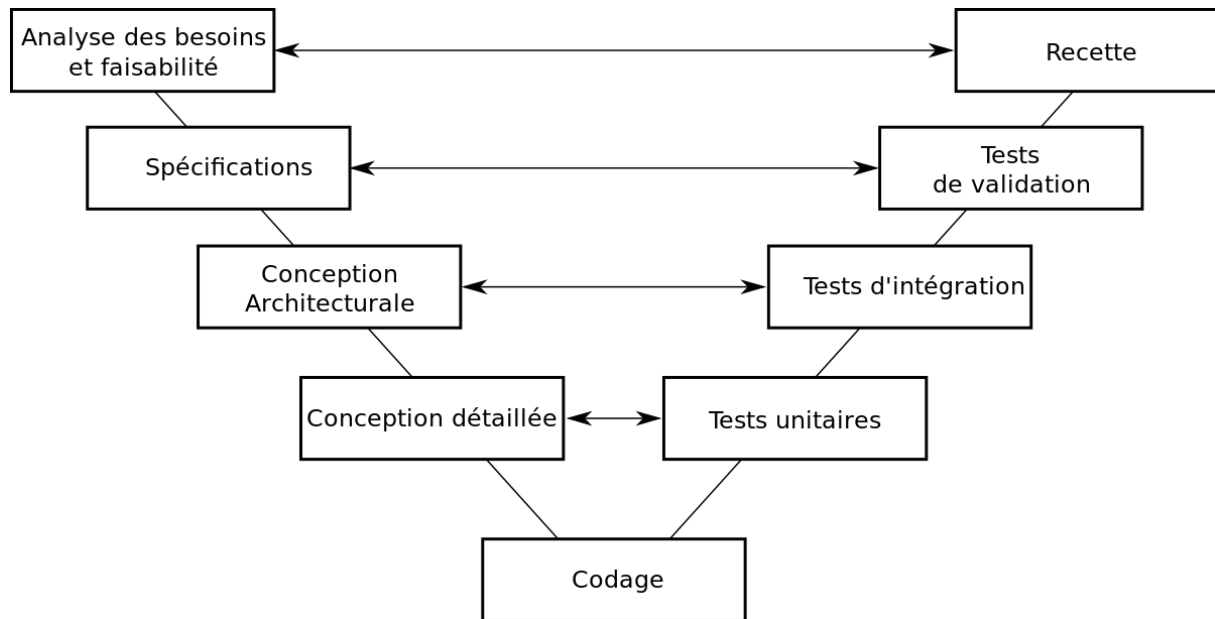 Analyse des besoins
et faisabilité
Recette
Spécifications
Tests
de validation
Conception
Architecturale
Tests d'intégration
Conception détaillée
Tests unitaires
Codage